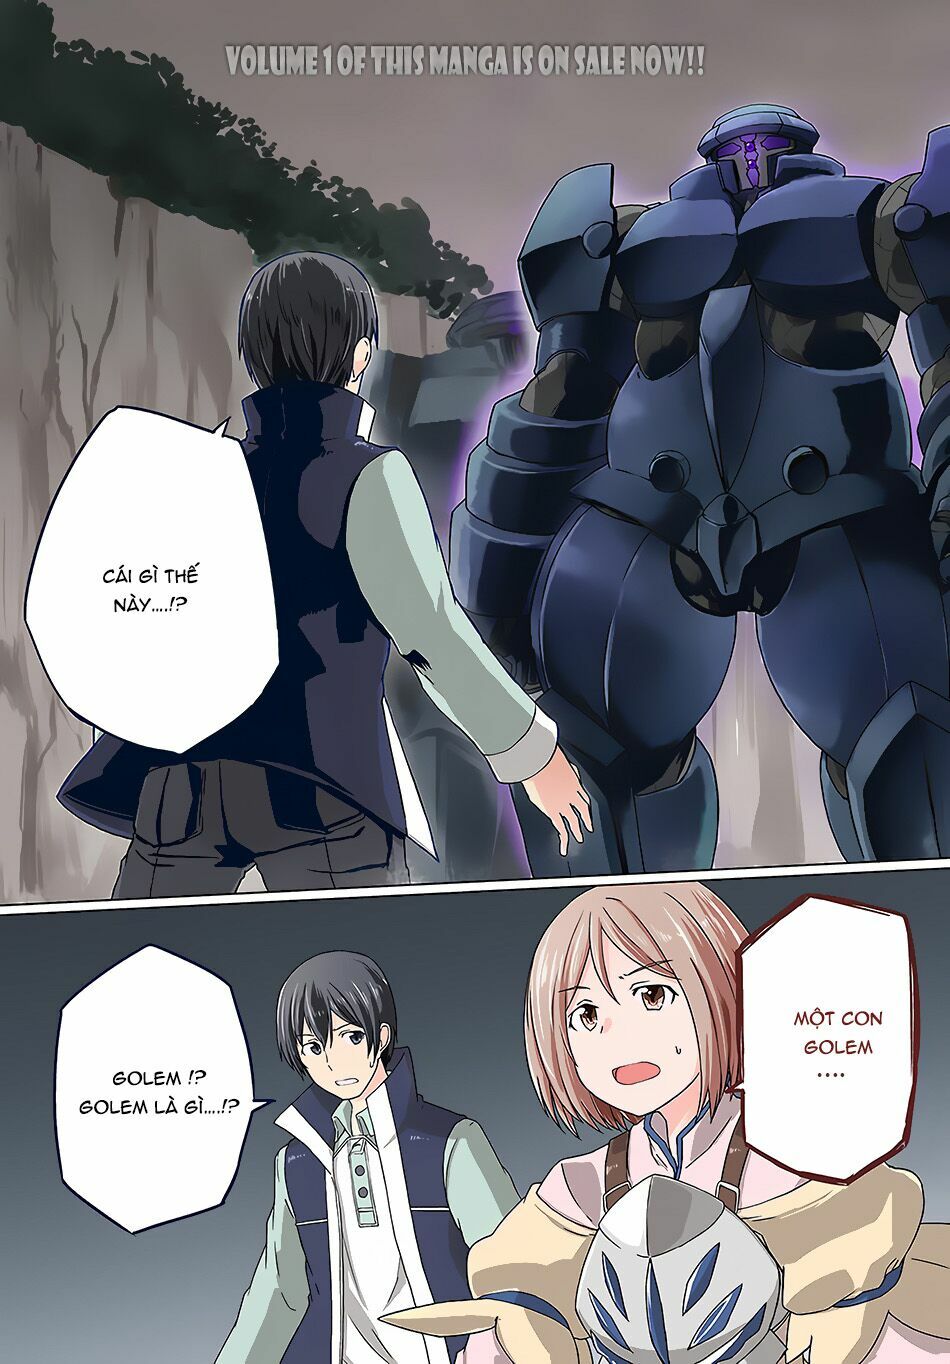 VOLUME 1 OF THIS MANGA IS ON SALE NOW!!
CÁI GÌ THẾ
NÀY....!?
MỘT CON
GOLEM
....
GOLEM !?
GOLEM LÀ GÌ....!?